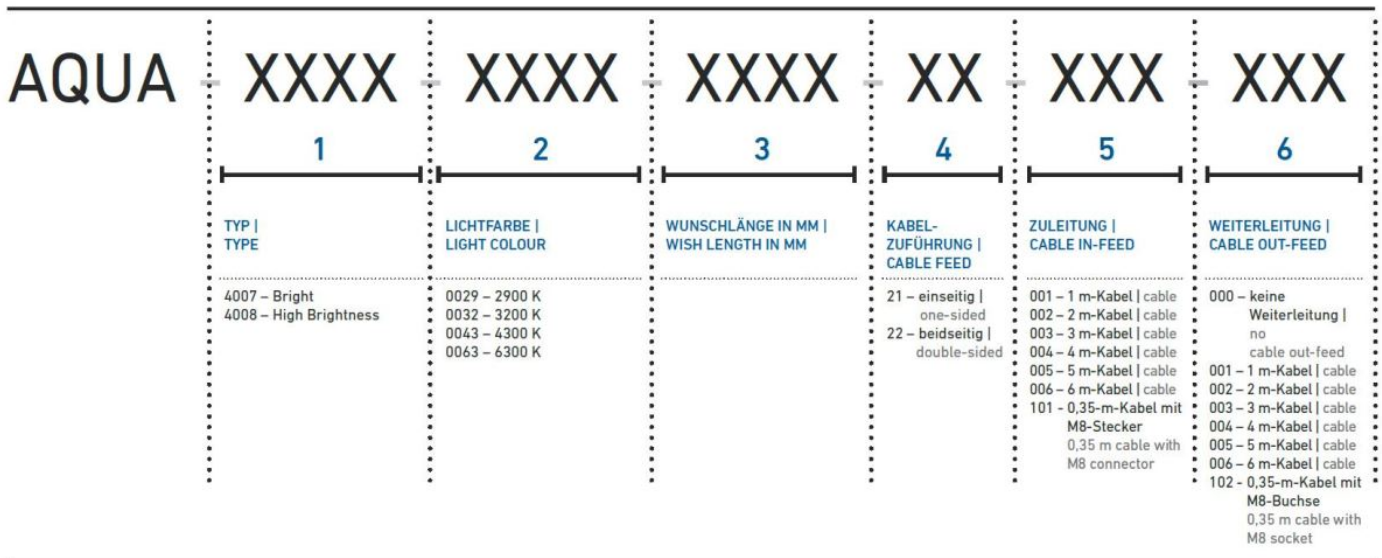 AQUA - XXXX - XXXX - XXXX - XX - XXX - XXX
1 2 3 4 5 6
TYP |
TYPE
4007 – Bright
4008 – High Brightness
LICHTFARBE |
LIGHT COLOUR
0029 – 2900 K
0032 – 3200 K
0043 – 4300 K
0063 – 6300 K
WUNSCHLÄNGE IN MM |
WISH LENGTH IN MM
KABEL-
ZUFÜHRUNG |
CABLE FEED
21 – einseitig |
one-sided
22 – beidseitig |
double-sided
ZULEITUNG |
CABLE IN-FEED
001 – 1 m-Kabel | cable
002 – 2 m-Kabel | cable
003 – 3 m-Kabel | cable
004 – 4 m-Kabel | cable
005 – 5 m-Kabel | cable
006 – 6 m-Kabel | cable
101 - 0,35-m-Kabel mit
M8-Stecker
0,35 m cable with
M8 connector
WEITERLEITUNG |
CABLE OUT-FEED
000 – keine
Weiterleitung |
no
cable out-feed
001 – 1 m-Kabel | cable
002 – 2 m-Kabel | cable
003 – 3 m-Kabel | cable
004 – 4 m-Kabel | cable
005 – 5 m-Kabel | cable
006 – 6 m-Kabel | cable
102 - 0,35-m-Kabel mit
M8-Buchse
0,35 m cable with
M8 socket